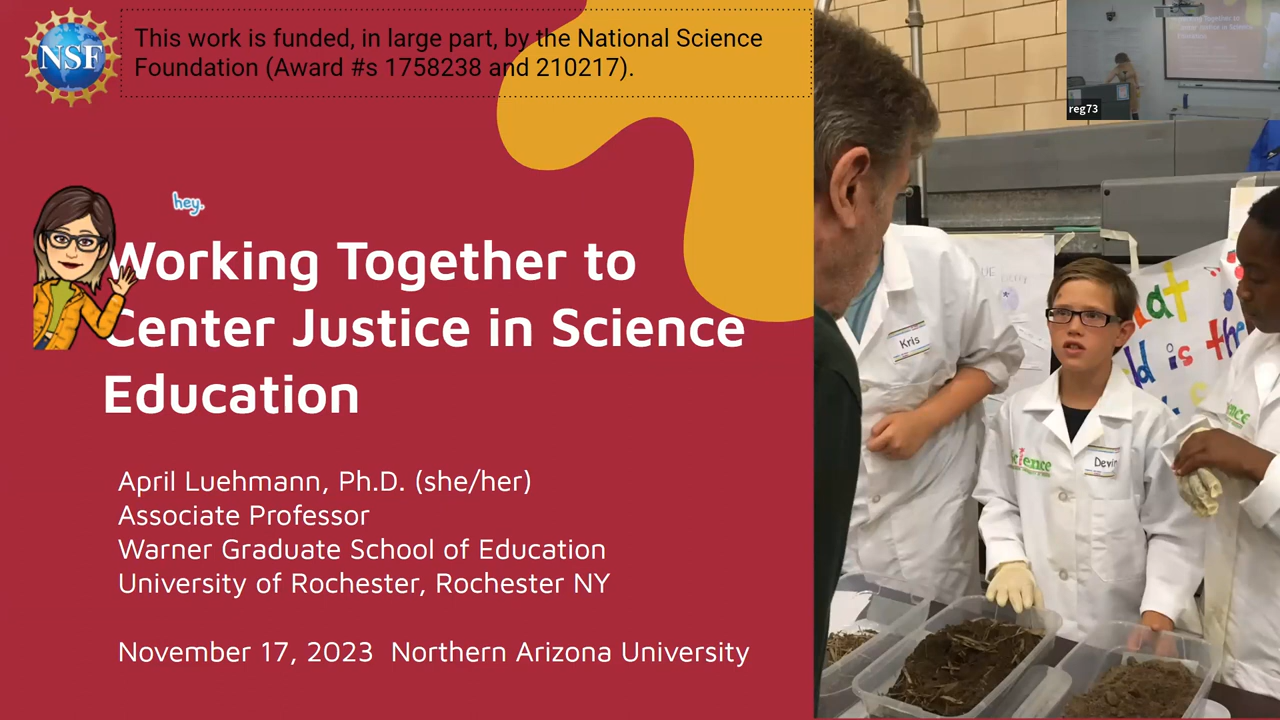 NSF
This work is funded, in large part, by the National Science
Foundation (Award #s 1758238 and 210217).
reg73
hey.
Working Together to
Center Justice in Science
Education
April Luehmann, Ph.D. (she/her)
Associate Professor
Warner Graduate School of Education
University of Rochester, Rochester NY
November 17, 2023 Northern Arizona University
Kris
Science
Devin
is the